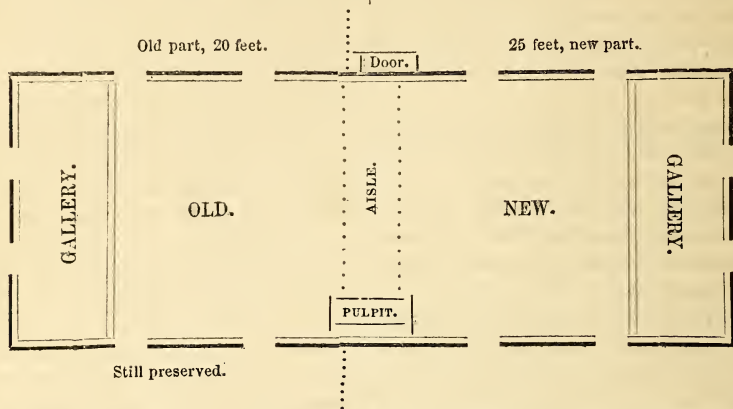 Old part, 20 feet.
25 feet, new part.
Door.
GALLERY.
OLD.
AISLE.
NEW.
GALLERY.
PULPIT.
Still preserved.